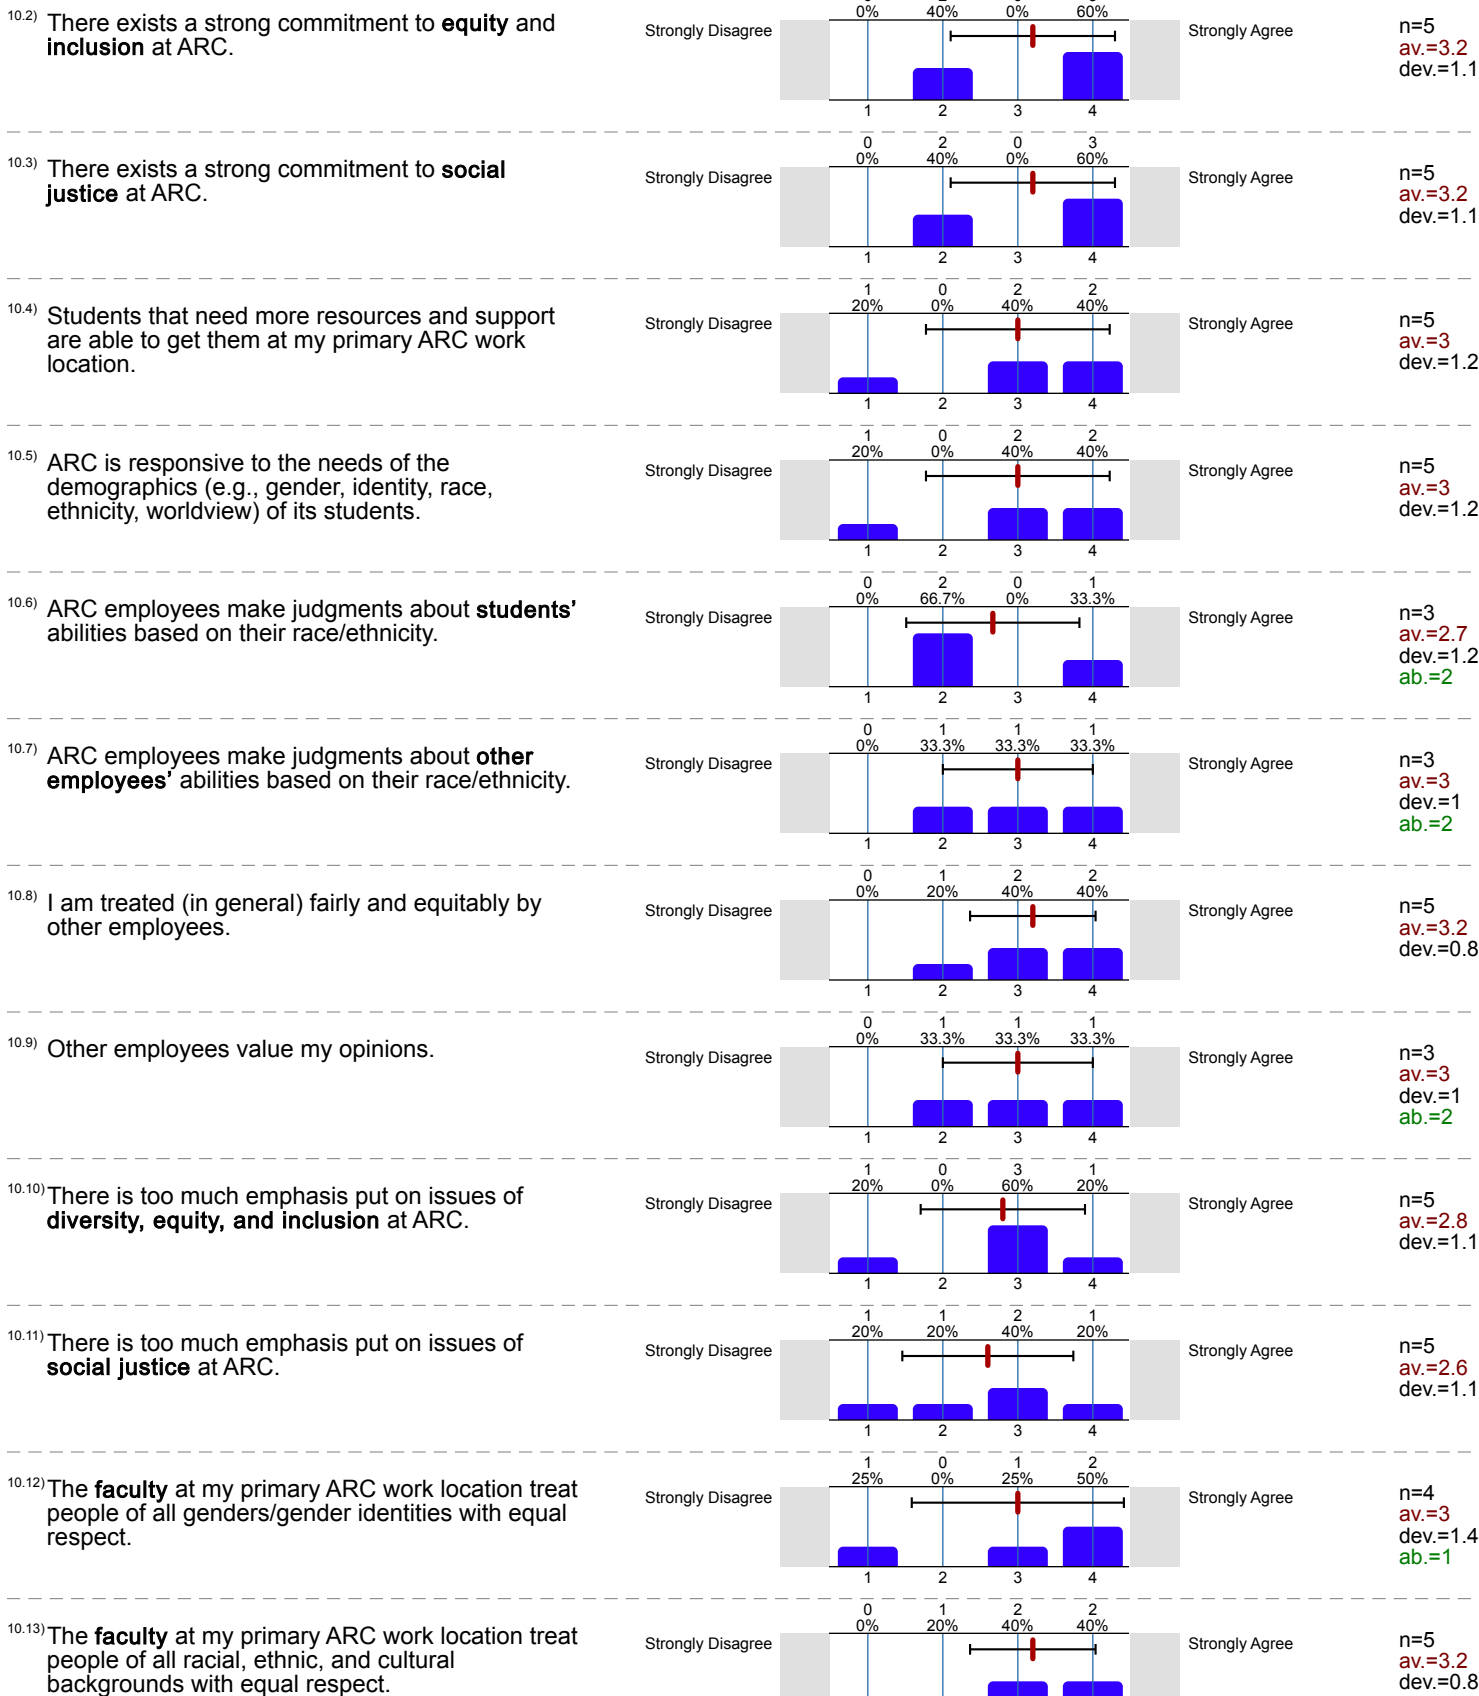 0 2 0 3
0% 40% 0% 60%
10.2) There exists a strong commitment to equity and
inclusion at ARC.
Strongly Disagree
Strongly Agree
n=5
av.=3.2
dev.=1.1
1 2 3 4
0 2 0 3
0% 40% 0% 60%
10.3) There exists a strong commitment to social
justice at ARC.
Strongly Disagree
Strongly Agree
n=5
av.=3.2
dev.=1.1
1 2 3 4
1 0 2 2
20% 0% 40% 40%
10.4) Students that need more resources and support
are able to get them at my primary ARC work
location.
Strongly Disagree
Strongly Agree
n=5
av.=3
dev.=1.2
1 2 3 4
1 0 2 2
20% 0% 40% 40%
10.5) ARC is responsive to the needs of the
demographics (e.g., gender, identity, race,
ethnicity, worldview) of its students.
Strongly Disagree
Strongly Agree
n=5
av.=3
dev.=1.2
1 2 3 4
0 2 0 1
0% 66.7% 0% 33.3%
10.6) ARC employees make judgments about students’
abilities based on their race/ethnicity.
Strongly Disagree
Strongly Agree
n=3
av.=2.7
dev.=1.2
ab.=2
1 2 3 4
0 1 1 1
0% 33.3% 33.3% 33.3%
10.7) ARC employees make judgments about other
employees’ abilities based on their race/ethnicity.
Strongly Disagree
Strongly Agree
n=3
av.=3
dev.=1
ab.=2
1 2 3 4
0 1 2 2
0% 20% 40% 40%
10.8) I am treated (in general) fairly and equitably by
other employees.
Strongly Disagree
Strongly Agree
n=5
av.=3.2
dev.=0.8
1 2 3 4
0 1 1 1
0% 33.3% 33.3% 33.3%
10.9) Other employees value my opinions.
Strongly Disagree
Strongly Agree
n=3
av.=3
dev.=1
ab.=2
1 2 3 4
1 0 3 1
20% 0% 60% 20%
10.10) There is too much emphasis put on issues of
diversity, equity, and inclusion at ARC.
Strongly Disagree
Strongly Agree
n=5
av.=2.8
dev.=1.1
1 2 3 4
1 1 2 1
20% 20% 40% 20%
10.11) There is too much emphasis put on issues of
social justice at ARC.
Strongly Disagree
Strongly Agree
n=5
av.=2.6
dev.=1.1
1 2 3 4
1 0 1 2
25% 0% 25% 50%
10.12) The faculty at my primary ARC work location treat
people of all genders/gender identities with equal
respect.
Strongly Disagree
Strongly Agree
n=4
av.=3
dev.=1.4
ab.=1
1 2 3 4
0 1 2 2
0% 20% 40% 40%
10.13) The faculty at my primary ARC work location treat
people of all racial, ethnic, and cultural
backgrounds with equal respect.
Strongly Disagree
Strongly Agree
n=5
av.=3.2
dev.=0.8